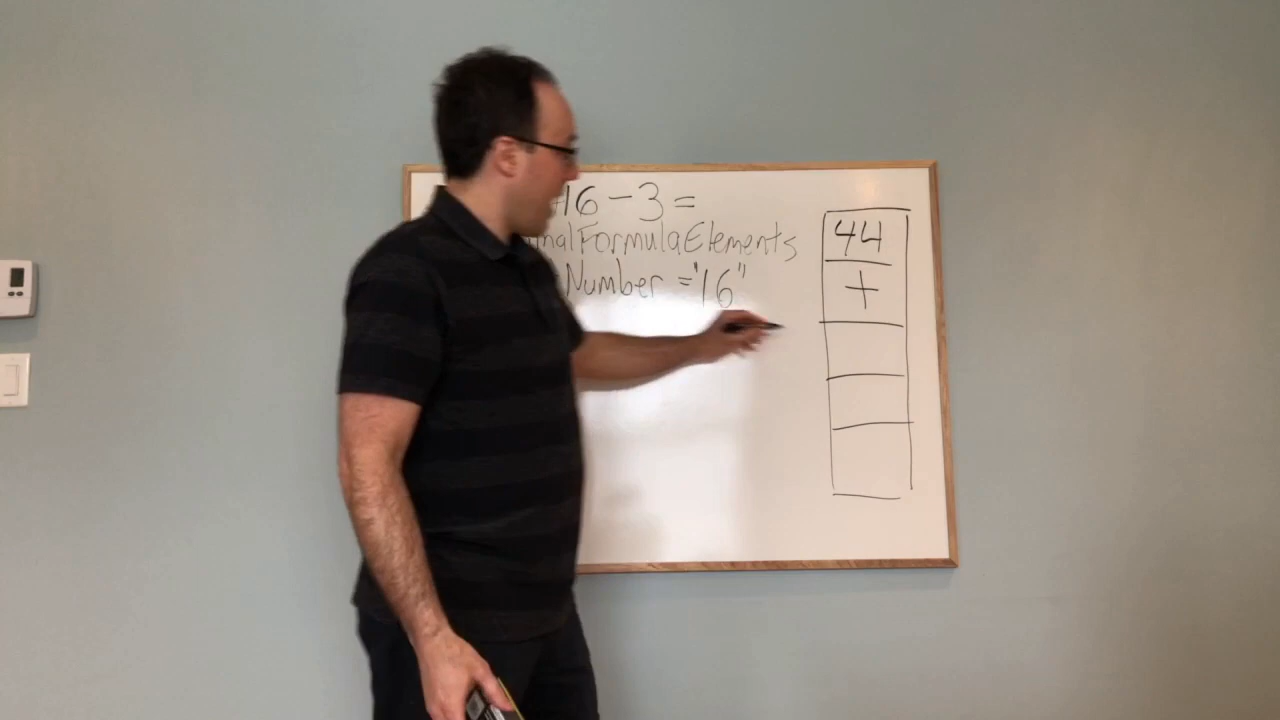 16-3=
FormulaElements
Number ="16"
44
+